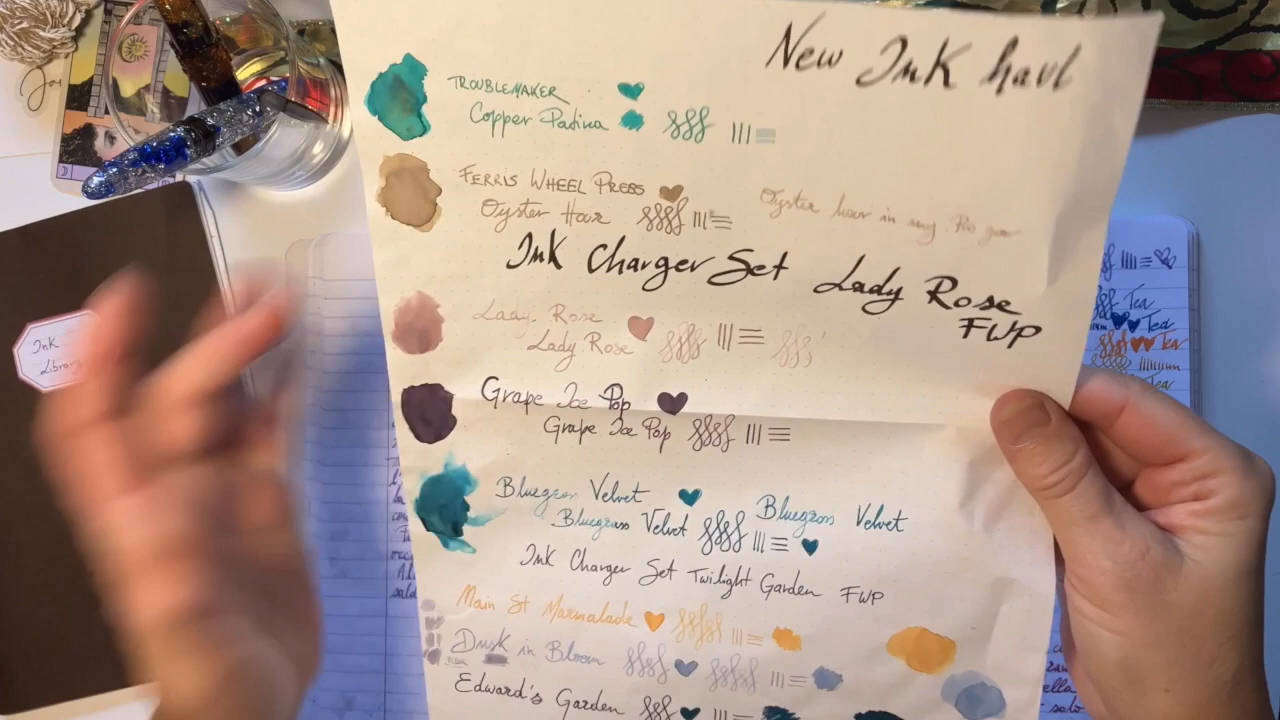 New Ink haul
TROUBLEMAKER
Copper Patina
FERRIS WHEEL PRESS
Oyster Hour
Oyster hour in my
Ink Charger Set Lady Rose
FWP
Lady Rose
Lady Rose
Grape Ice Pop
Grape Ice Pop
Bluegrass Velvet
Bluegrass Velvet
Bluegrass Velvet
Ink Charger Set Twilight Garden FWP
Main St Marmalade
Dusk in Bloom
Edward's Garden
Ink
Library
Tea
Tea
Tea
Tea